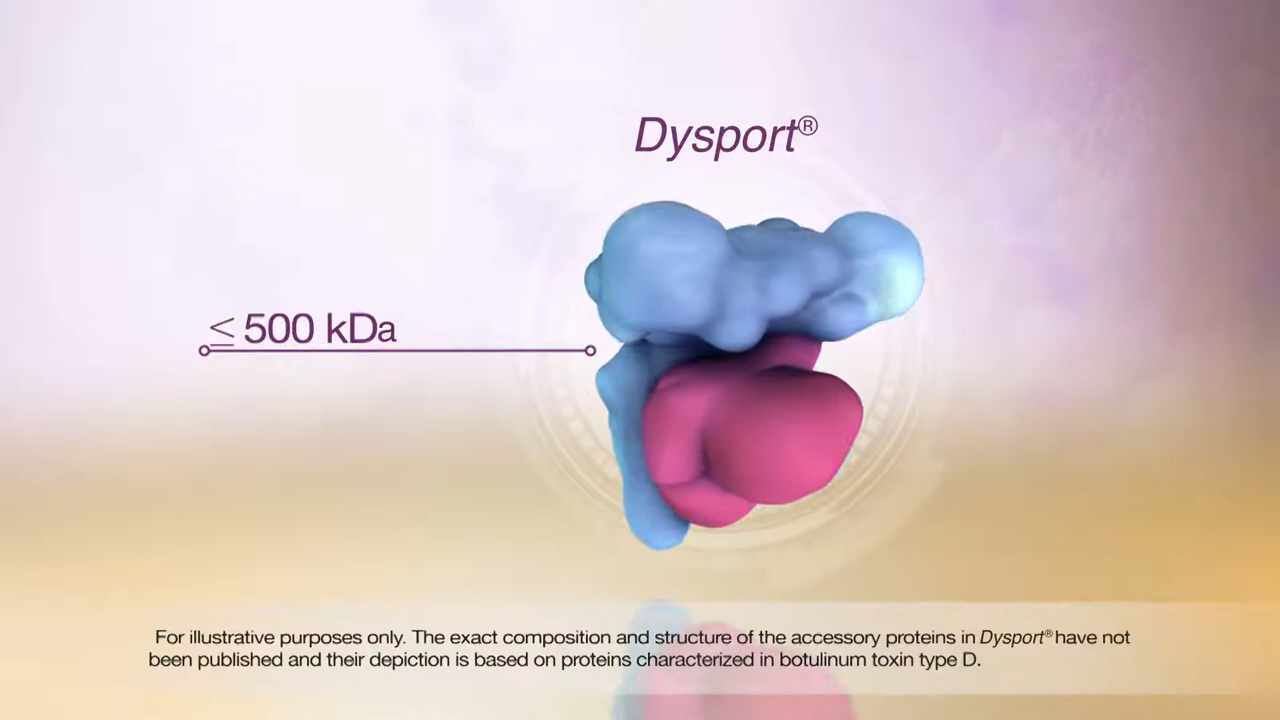 Dysport®
≤ 500 kDa
For illustrative purposes only. The exact composition and structure of the accessory proteins in Dysport® have not
been published and their depiction is based on proteins characterized in botulinum toxin type D.